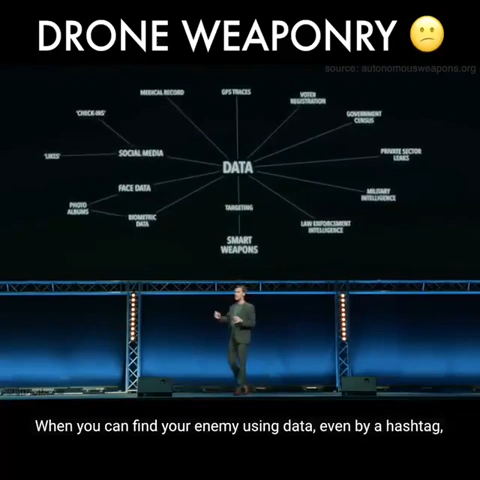 DRONE WEAPONRY 😕
source: autonomousweapons.org
MEDICAL RECORD
GPS TRACES
VOTER
REGISTRATION
'CHECK-INS'
GOVERNMENT
CENSUS
'LIKES'
SOCIAL MEDIA
PRIVATE SECTOR
LEAKS
DATA
FACE DATA
MILITARY
INTELLIGENCE
PHOTO
ALBUMS
BIOMETRIC
DATA
TARGETING
LAW ENFORCEMENT
INTELLIGENCE
SMART
WEAPONS
When you can find your enemy using data, even by a hashtag,